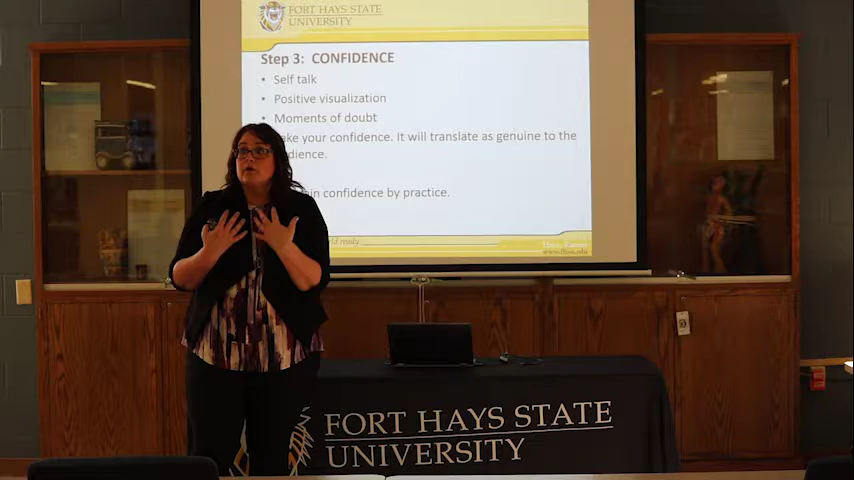 FORT HAYS STATE
UNIVERSITY
Step 3: CONFIDENCE
• Self talk
• Positive visualization
• Moments of doubt
ake your confidence. It will translate as genuine to the
dience.
in confidence by practice.
FORT HAYS STATE
UNIVERSITY